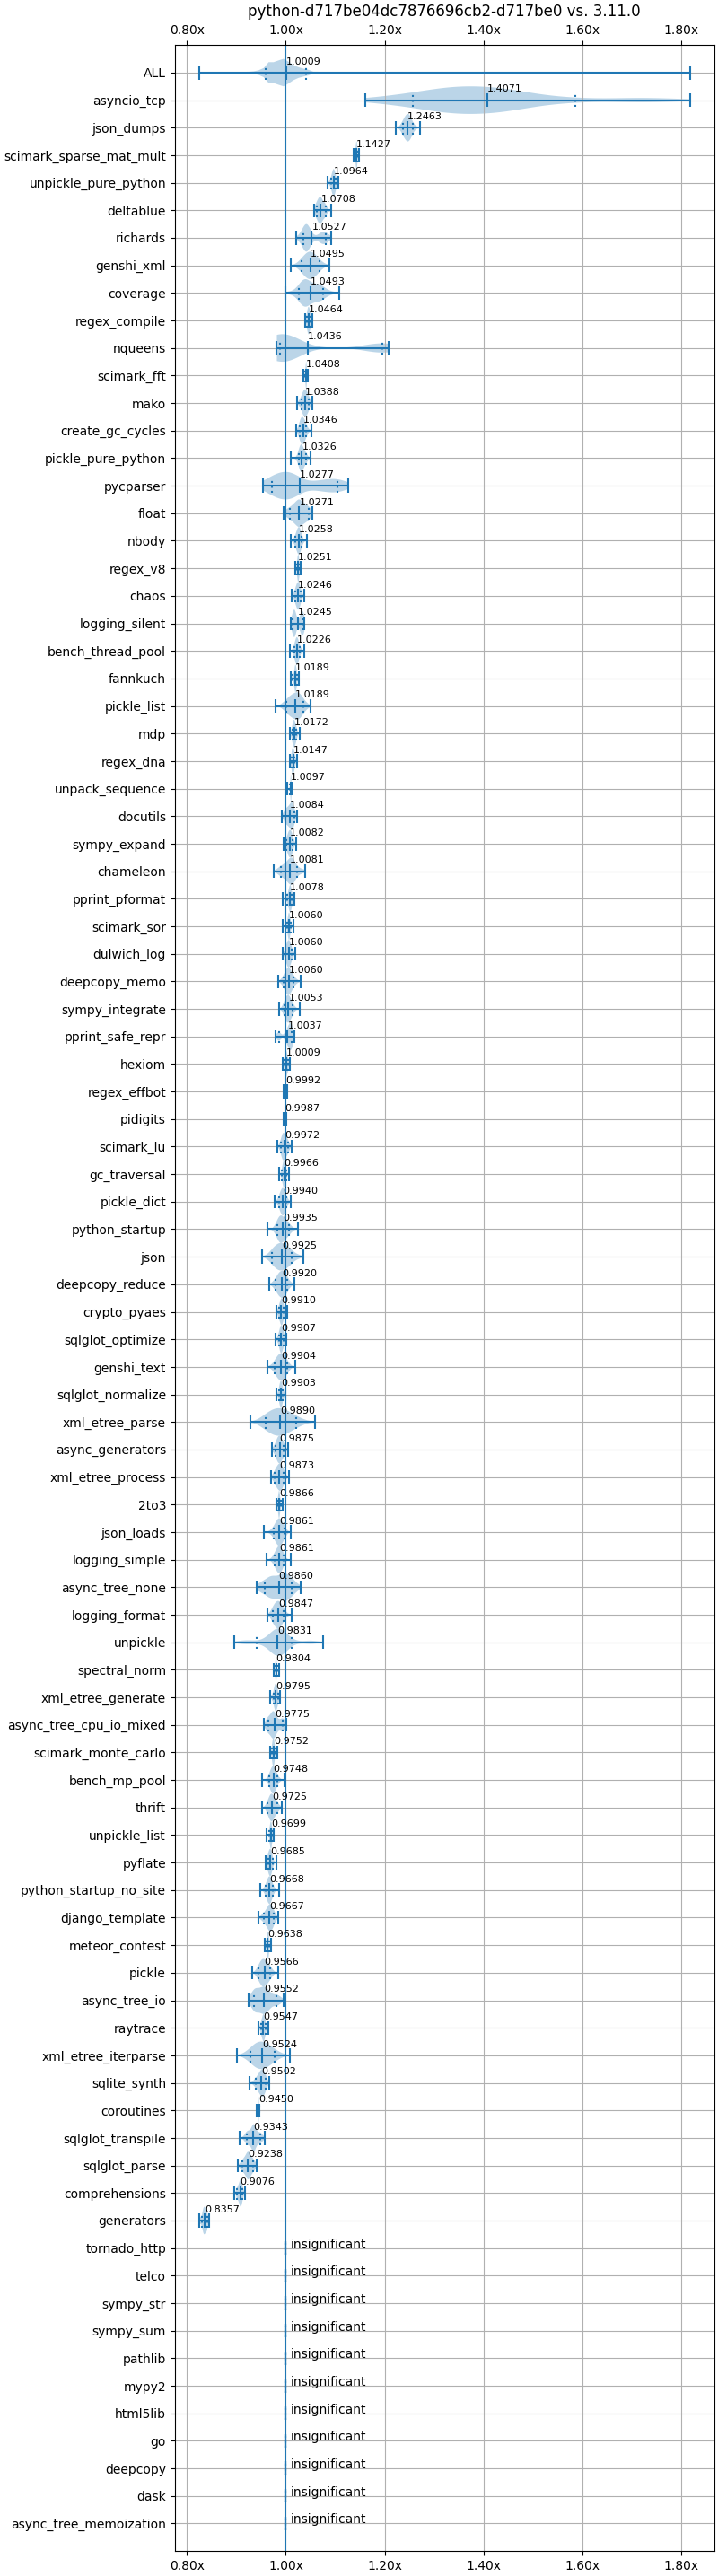 python-d717be04dc7876696cb2-d717be0 vs. 3.11.0
0.80x 1.00x 1.20x 1.40x 1.60x 1.80x
ALL 1.0009
asyncio_tcp 1.4071
json_dumps 1.2463
scimark_sparse_mat_mult 1.1427
unpickle_pure_python 1.0964
deltablue 1.0708
richards 1.0527
genshi_xml 1.0495
coverage 1.0493
regex_compile 1.0464
nqueens 1.0436
scimark_fft 1.0408
mako 1.0388
create_gc_cycles 1.0346
pickle_pure_python 1.0326
pycparser 1.0277
float 1.0271
nbody 1.0258
regex_v8 1.0251
chaos 1.0246
logging_silent 1.0245
bench_thread_pool 1.0226
fannkuch 1.0189
pickle_list 1.0189
mdp 1.0172
regex_dna 1.0147
unpack_sequence 1.0097
docutils 1.0084
sympy_expand 1.0082
chameleon 1.0081
pprint_pformat 1.0078
scimark_sor 1.0060
dulwich_log 1.0060
deepcopy_memo 1.0060
sympy_integrate 1.0053
pprint_safe_repr 1.0037
hexiom 1.0009
regex_effbot 0.9992
pidigits 0.9987
scimark_lu 0.9972
gc_traversal 0.9966
pickle_dict 0.9940
python_startup 0.9935
json 0.9925
deepcopy_reduce 0.9920
crypto_pyaes 0.9910
sqlglot_optimize 0.9907
genshi_text 0.9904
sqlglot_normalize 0.9903
xml_etree_parse 0.9890
async_generators 0.9875
xml_etree_process 0.9873
2to3 0.9866
json_loads 0.9861
logging_simple 0.9861
async_tree_none 0.9860
logging_format 0.9847
unpickle 0.9831
spectral_norm 0.9804
xml_etree_generate 0.9795
async_tree_cpu_io_mixed 0.9775
scimark_monte_carlo 0.9752
bench_mp_pool 0.9748
thrift 0.9725
unpickle_list 0.9699
pyflate 0.9685
python_startup_no_site 0.9668
django_template 0.9667
meteor_contest 0.9638
pickle 0.9566
async_tree_io 0.9552
raytrace 0.9547
xml_etree_iterparse 0.9524
sqlite_synth 0.9502
coroutines 0.9450
sqlglot_transpile 0.9343
sqlglot_parse 0.9238
comprehensions 0.9076
generators 0.8357
tornado_http insignificant
telco insignificant
sympy_str insignificant
sympy_sum insignificant
pathlib insignificant
mypy2 insignificant
html5lib insignificant
go insignificant
deepcopy insignificant
dask insignificant
async_tree_memoization insignificant
0.80x 1.00x 1.20x 1.40x 1.60x 1.80x